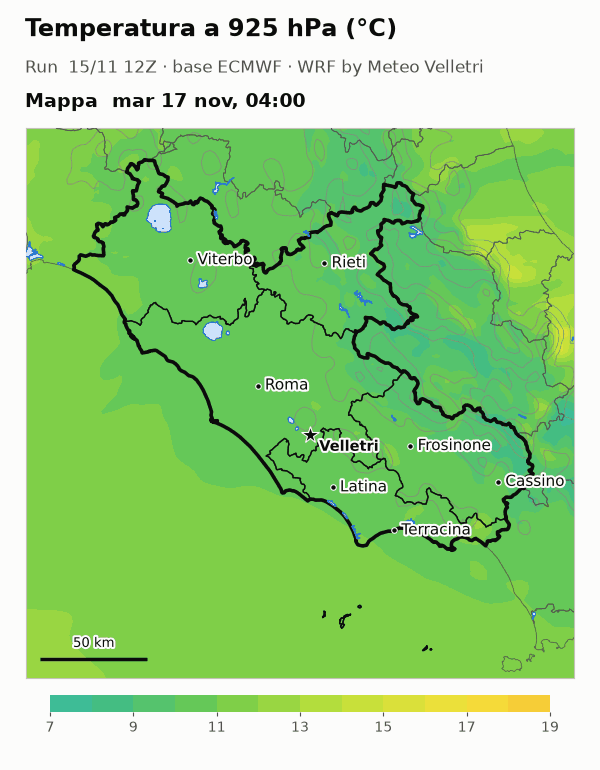 Temperatura a 925 hPa (°C)
Run  15/11 12Z · base ECMWF · WRF by Meteo Velletri
Mappa  mar 17 nov, 04:00
Viterbo
Rieti
Roma
Velletri
Frosinone
Latina
Cassino
Terracina
50 km
7 9 11 13 15 17 19